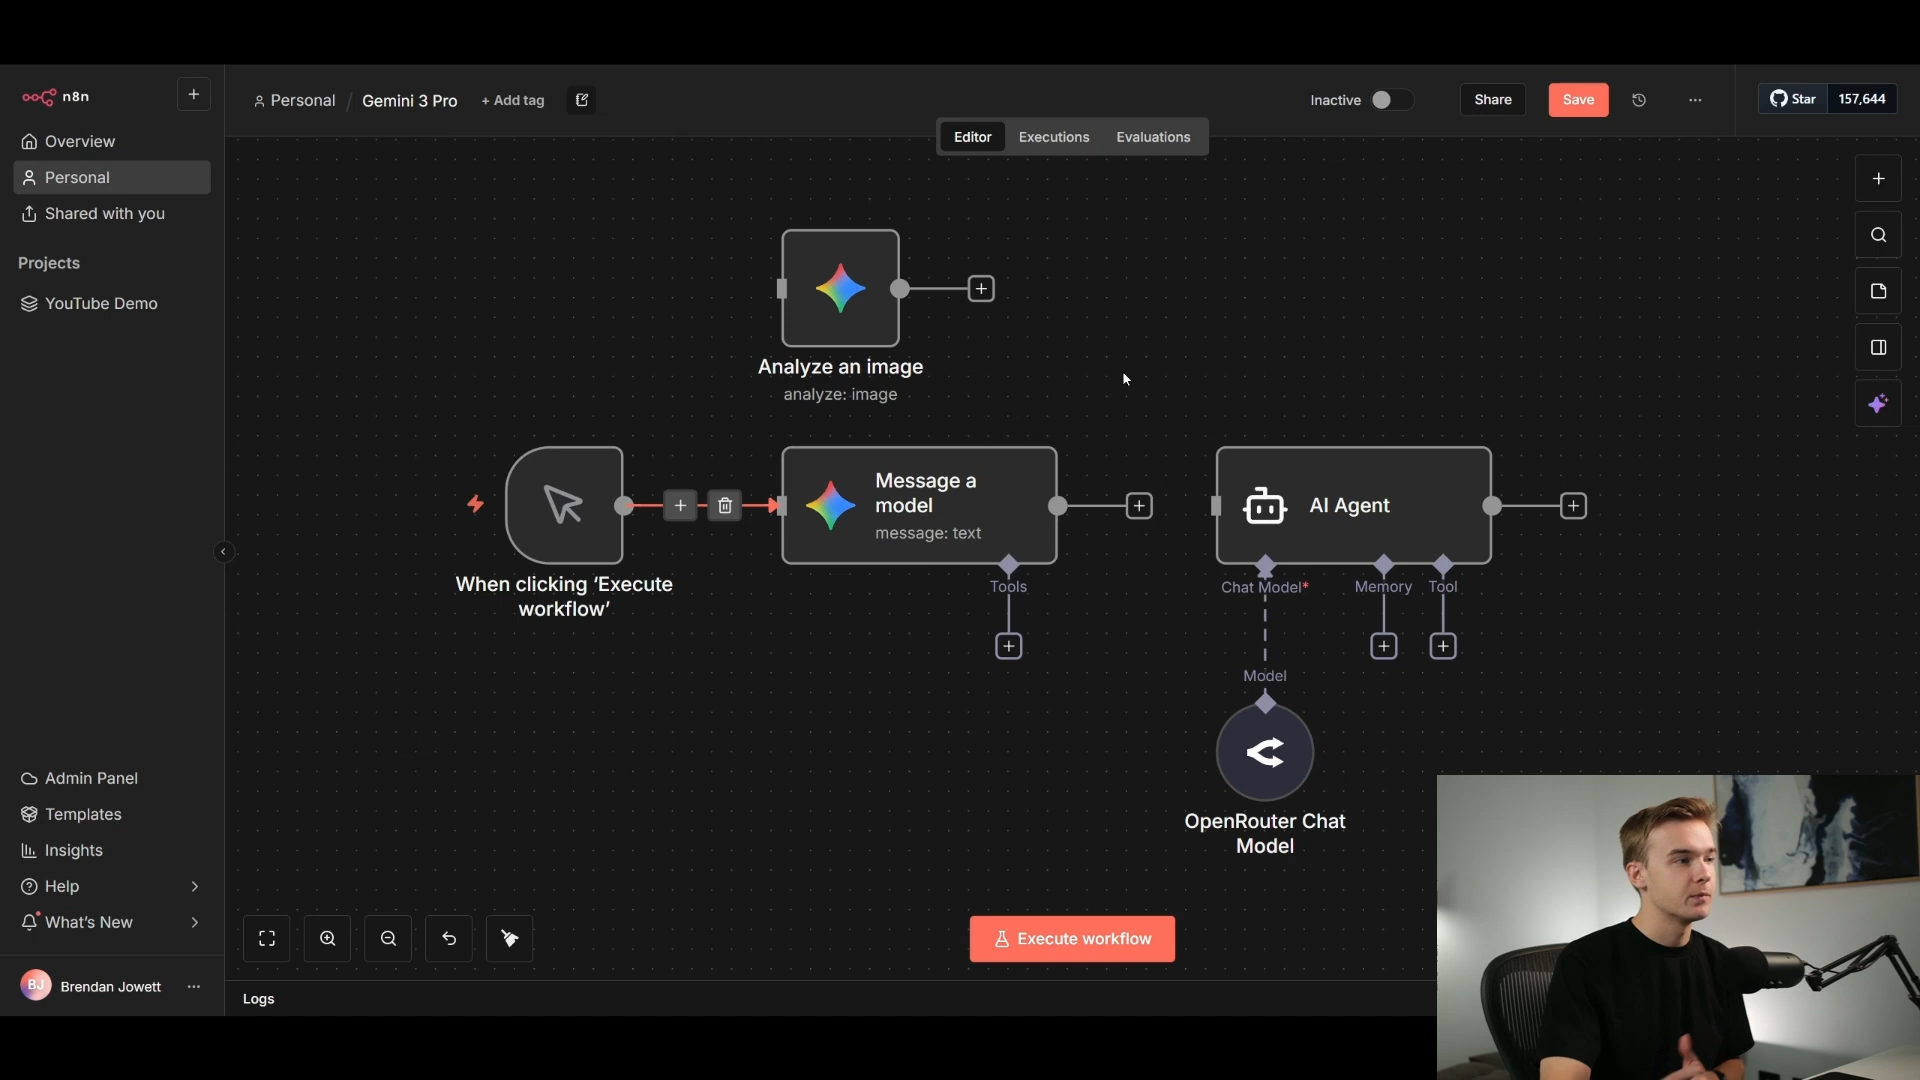 n8n
Overview
Personal
Shared with you
Projects
YouTube Demo
Admin Panel
Templates
Insights
Help
What's New
BJ
Brendan Jowett
Personal / Gemini 3 Pro + Add tag
Inactive
Share
Save
Star 157,644
Editor Executions Evaluations
Analyze an image
analyze: image
When clicking ‘Execute
workflow’
Message a
model
message: text
Tools
AI Agent
Chat Model*
Memory
Tool
Model
OpenRouter Chat
Model
Execute workflow
Logs